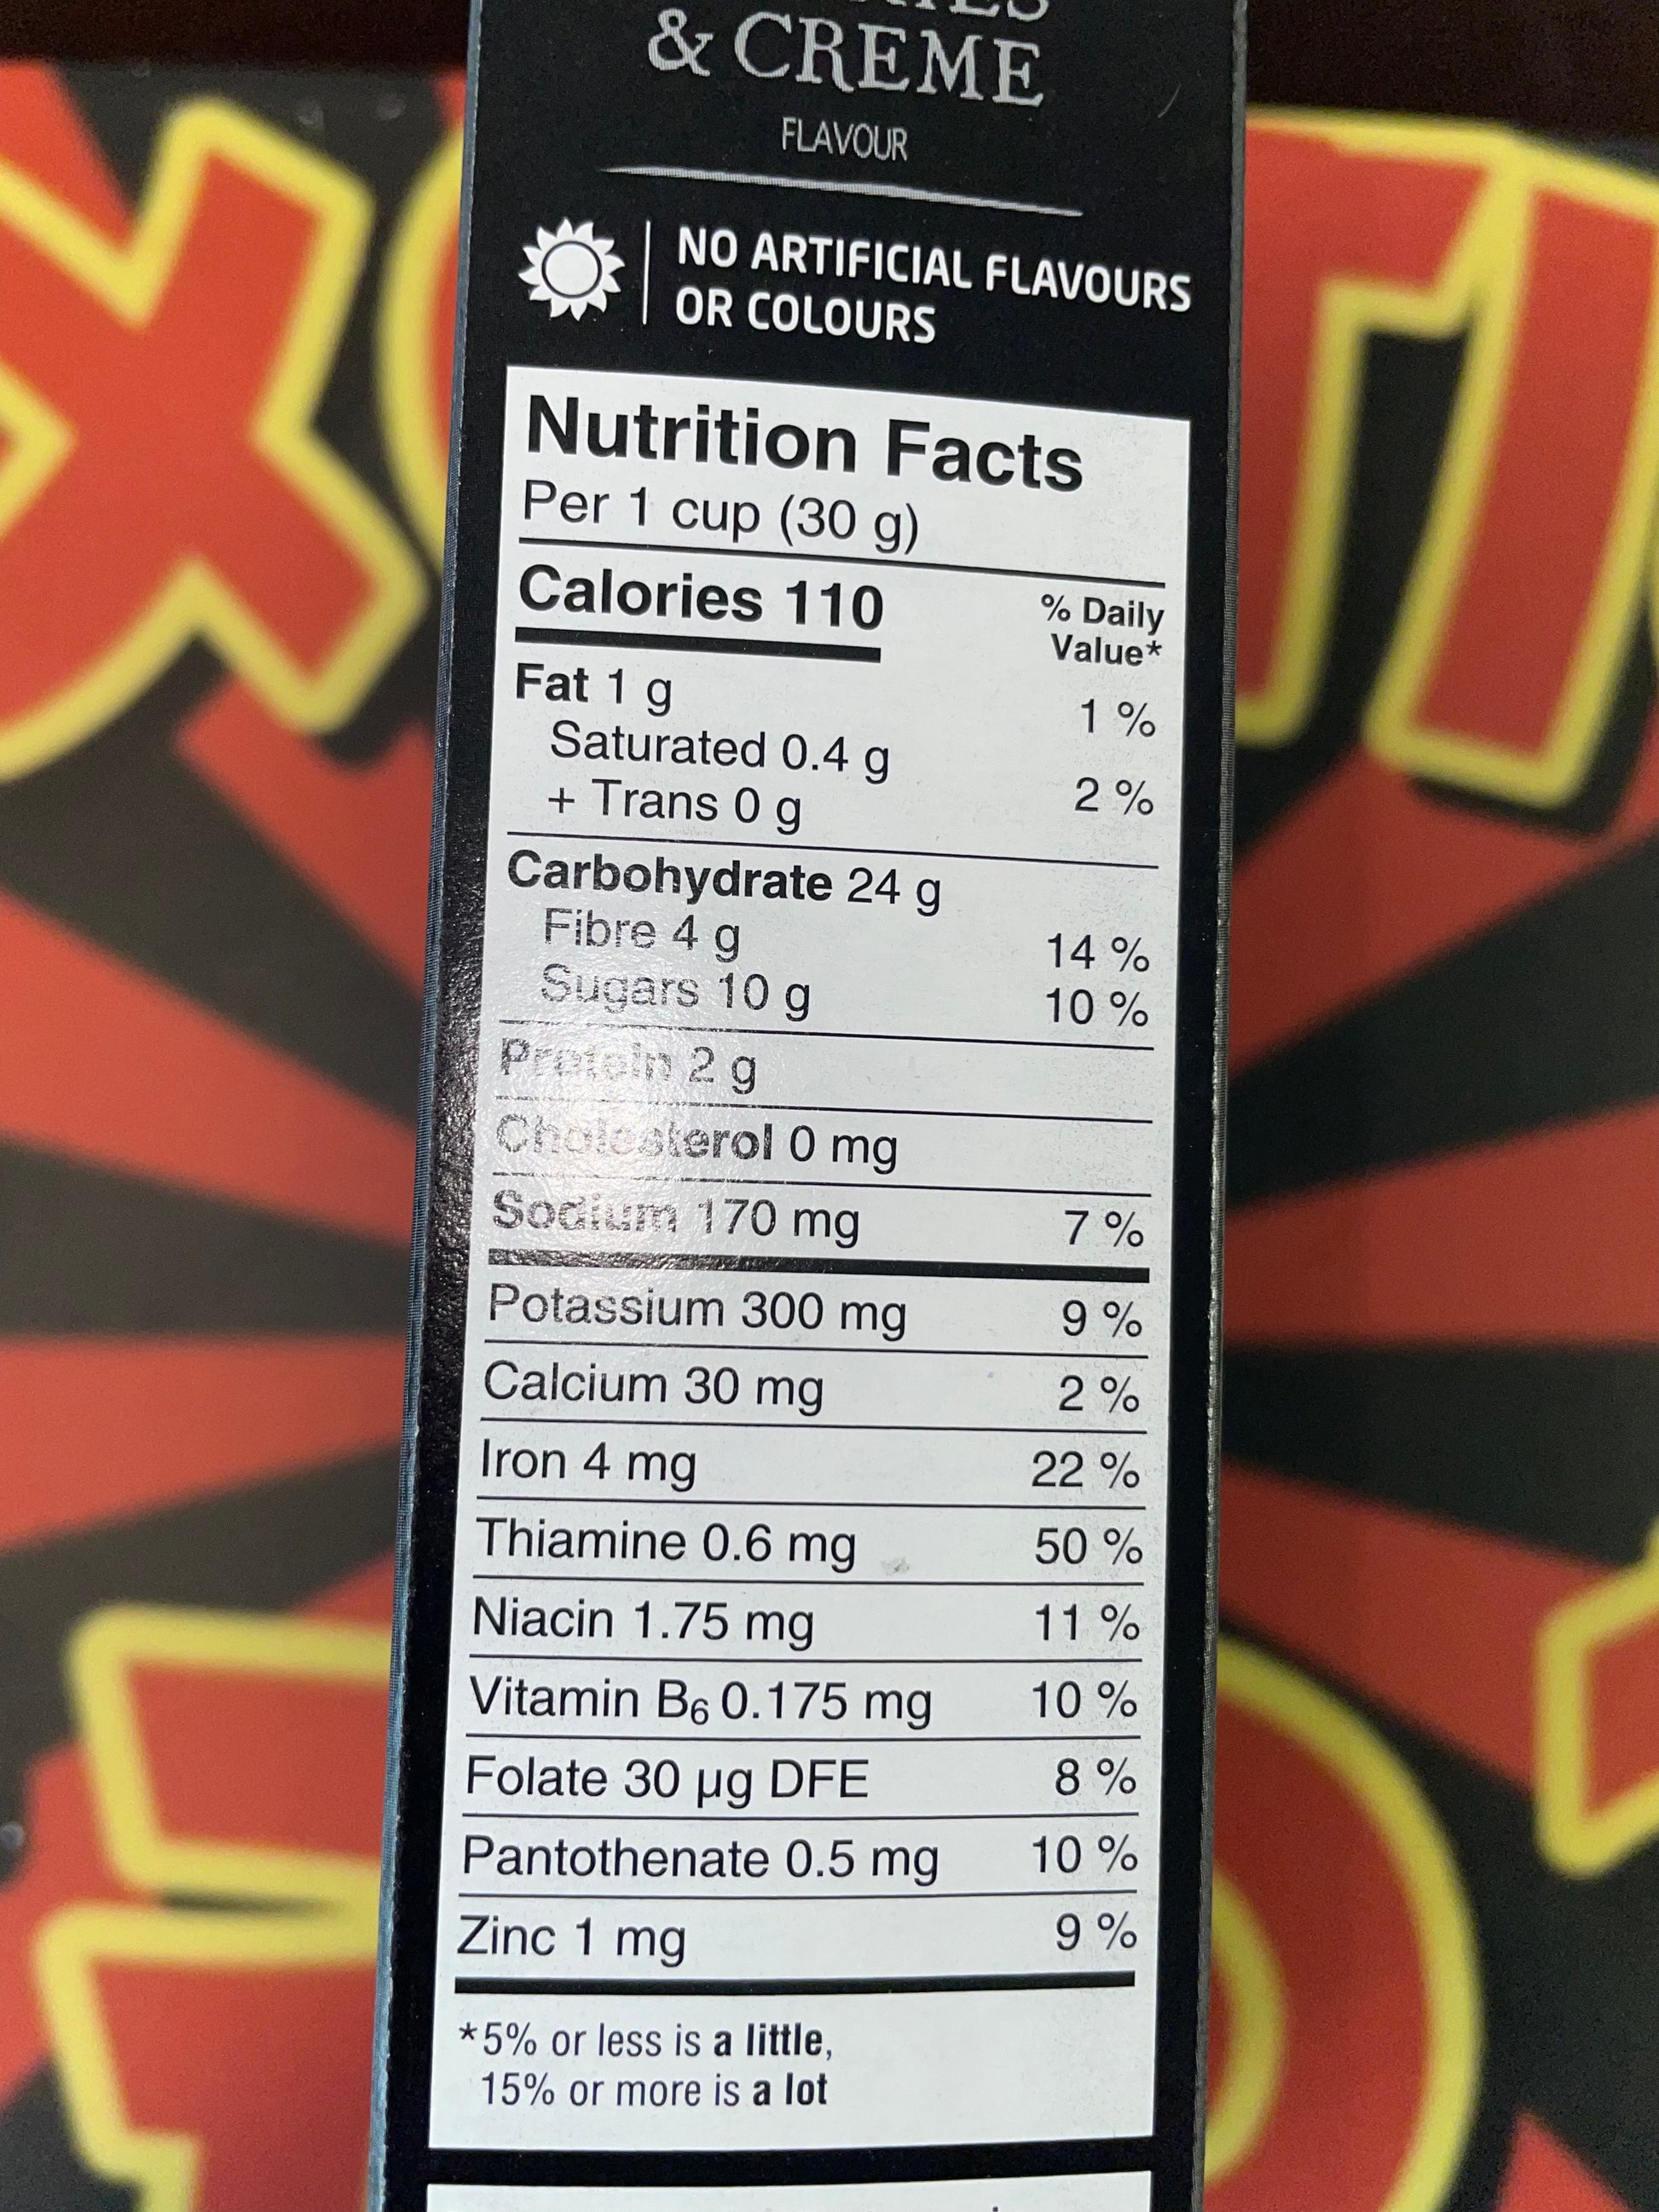 & CREME
FLAVOUR
NO ARTIFICIAL FLAVOURS
OR COLOURS
Nutrition Facts
Per 1 cup (30 g)
Calories 110
% Daily
Value*
Fat 1 g 1 %
Saturated 0.4 g
+ Trans 0 g 2 %
Carbohydrate 24 g
Fibre 4 g 14 %
Sugars 10 g 10 %
Protein 2 g
Cholesterol 0 mg
Sodium 170 mg 7 %
Potassium 300 mg 9 %
Calcium 30 mg 2 %
Iron 4 mg 22 %
Thiamine 0.6 mg 50 %
Niacin 1.75 mg 11 %
Vitamin B6 0.175 mg 10 %
Folate 30 µg DFE 8 %
Pantothenate 0.5 mg 10 %
Zinc 1 mg 9 %
*5% or less is a little,
15% or more is a lot